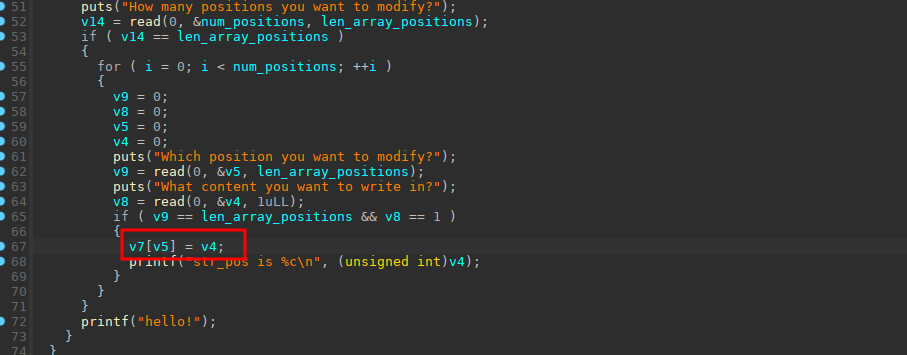 51 puts("How many positions you want to modify?");
52 v14 = read(0, &num_positions, len_array_positions);
53 if ( v14 == len_array_positions )
54 {
55 for ( i = 0; i < num_positions; ++i )
56 {
57 v9 = 0;
58 v8 = 0;
59 v5 = 0;
60 v4 = 0;
61 puts("Which position you want to modify?");
62 v9 = read(0, &v5, len_array_positions);
63 puts("What content you want to write in?");
64 v8 = read(0, &v4, 1uLL);
65 if ( v9 == len_array_positions && v8 == 1 )
66 {
67 v7[v5] = v4;
68 printf("str_pos is %c\n", (unsigned int)v4);
69 }
70 }
71 }
72 printf("hello!");
73 }
74 }